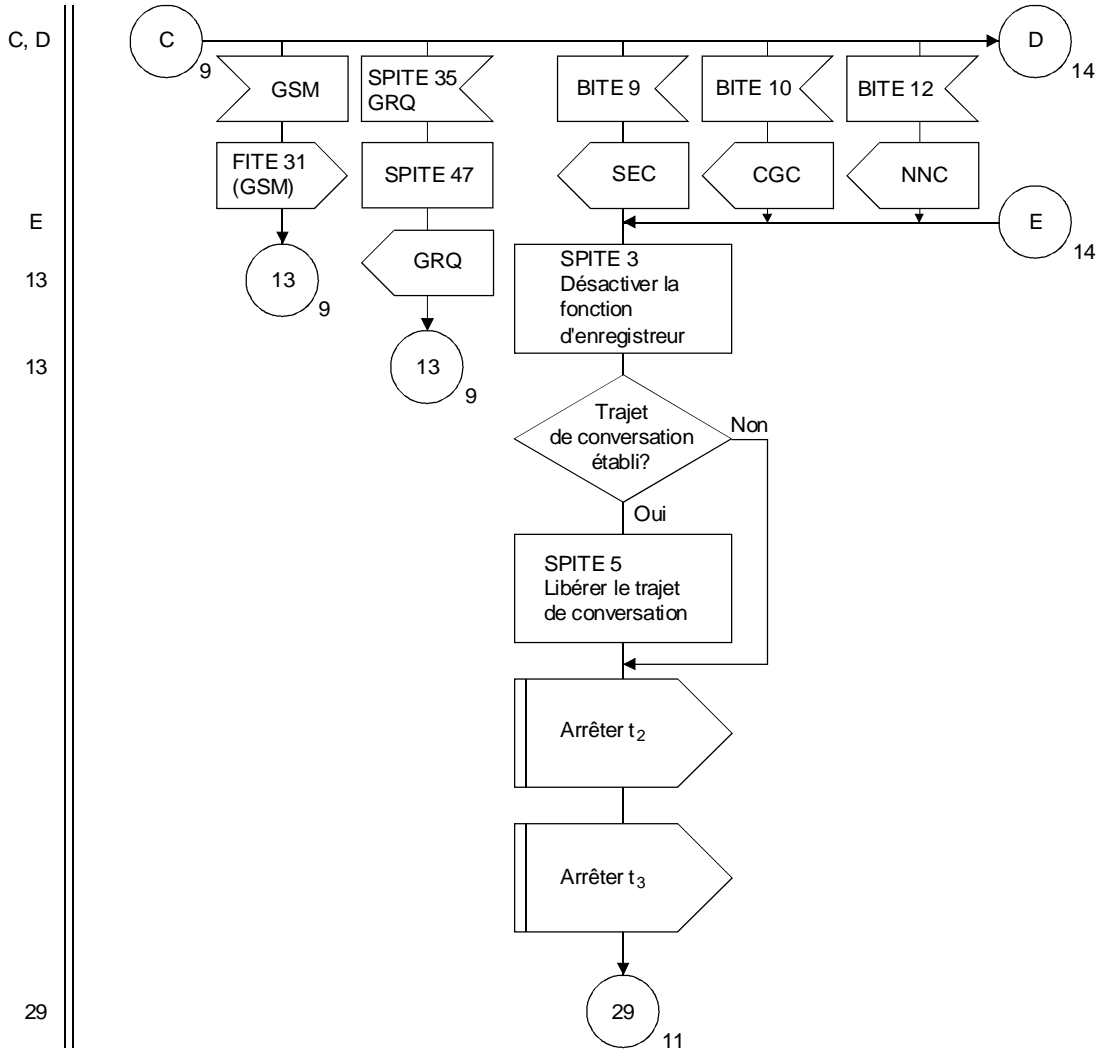 C, D
C
9
D
14
GSM
SPITE 35
GRQ
BITE 9
BITE 10
BITE 12
FITE 31
(GSM)
SPITE 47
SEC
CGC
NNC
E
E
14
13
13
9
GRQ
SPITE 3
Désactiver la
fonction
d'enregistreur
13
13
9
Trajet
de conversation
établi?
Non
Oui
SPITE 5
Libérer le trajet
de conversation
Arrêter t2
Arrêter t3
29
29
11